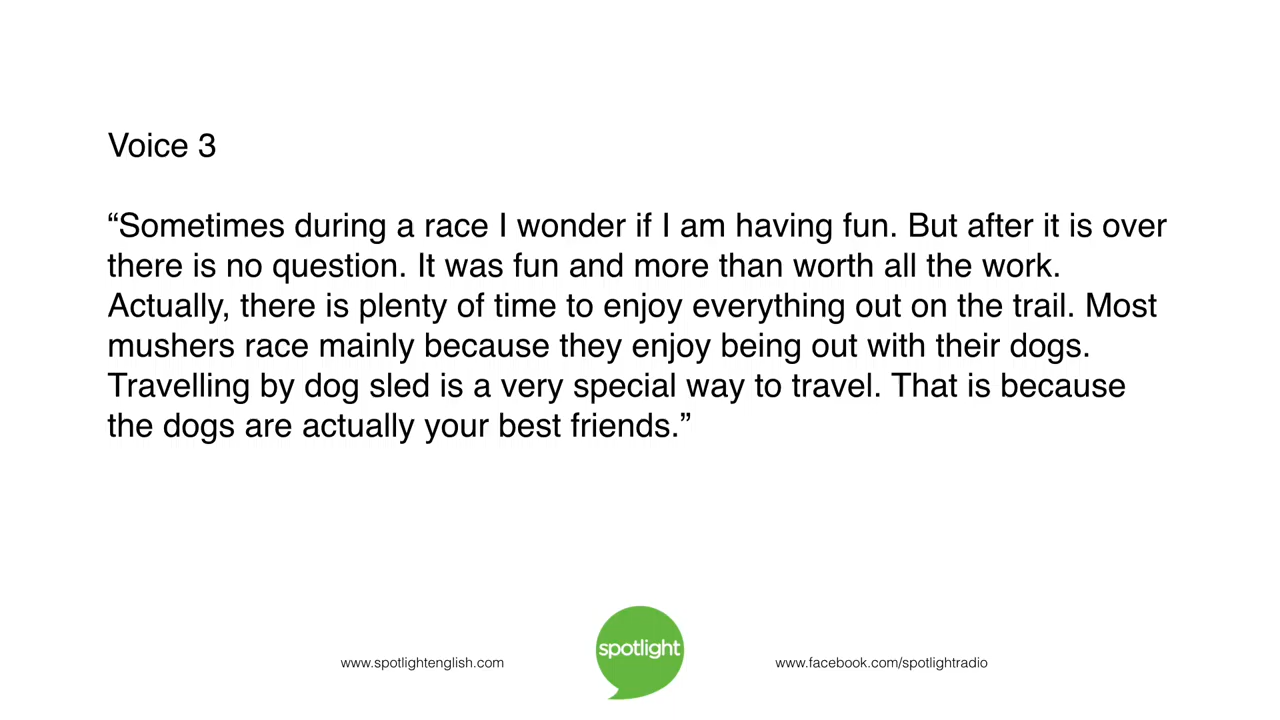 Voice 3
“Sometimes during a race I wonder if I am having fun. But after it is over
there is no question. It was fun and more than worth all the work.
Actually, there is plenty of time to enjoy everything out on the trail. Most
mushers race mainly because they enjoy being out with their dogs.
Travelling by dog sled is a very special way to travel. That is because
the dogs are actually your best friends.”
www.spotlightenglish.com
spotlight
www.facebook.com/spotlightradio